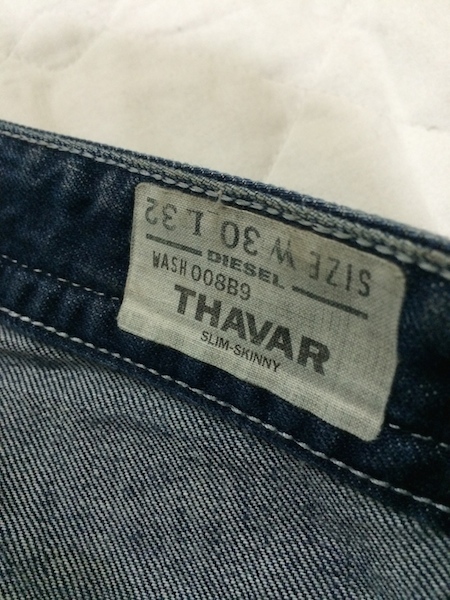 SIZE W 30 L 32
DIESEL
WASH 008B9
THAVAR
SLIM-SKINNY